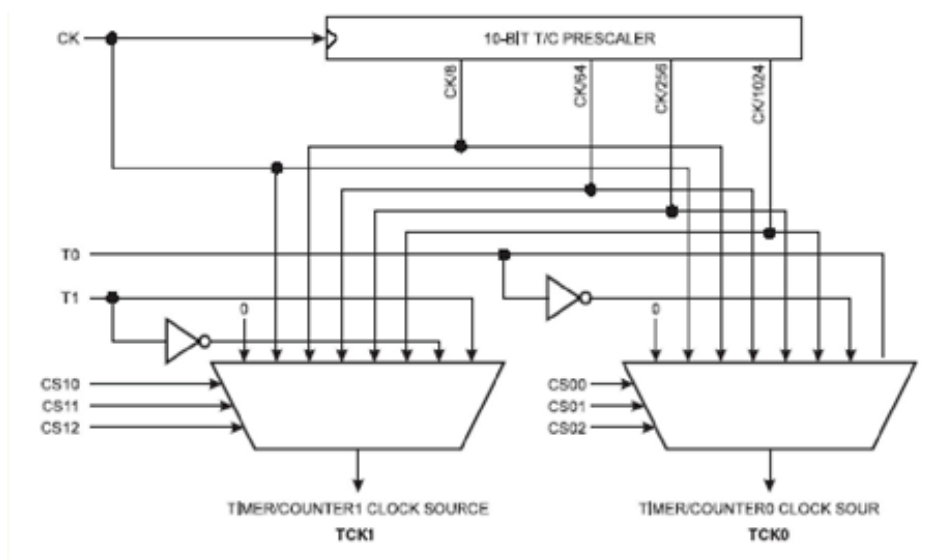 CK
10-BIT T/C PRESCALER
CK/8
CK/64
CK/256
CK/1024
T0
T1
0
0
CS10
CS11
CS12
CS00
CS01
CS02
TIMER/COUNTER1 CLOCK SOURCE
TCK1
TIMER/COUNTER0 CLOCK SOUR
TCK0